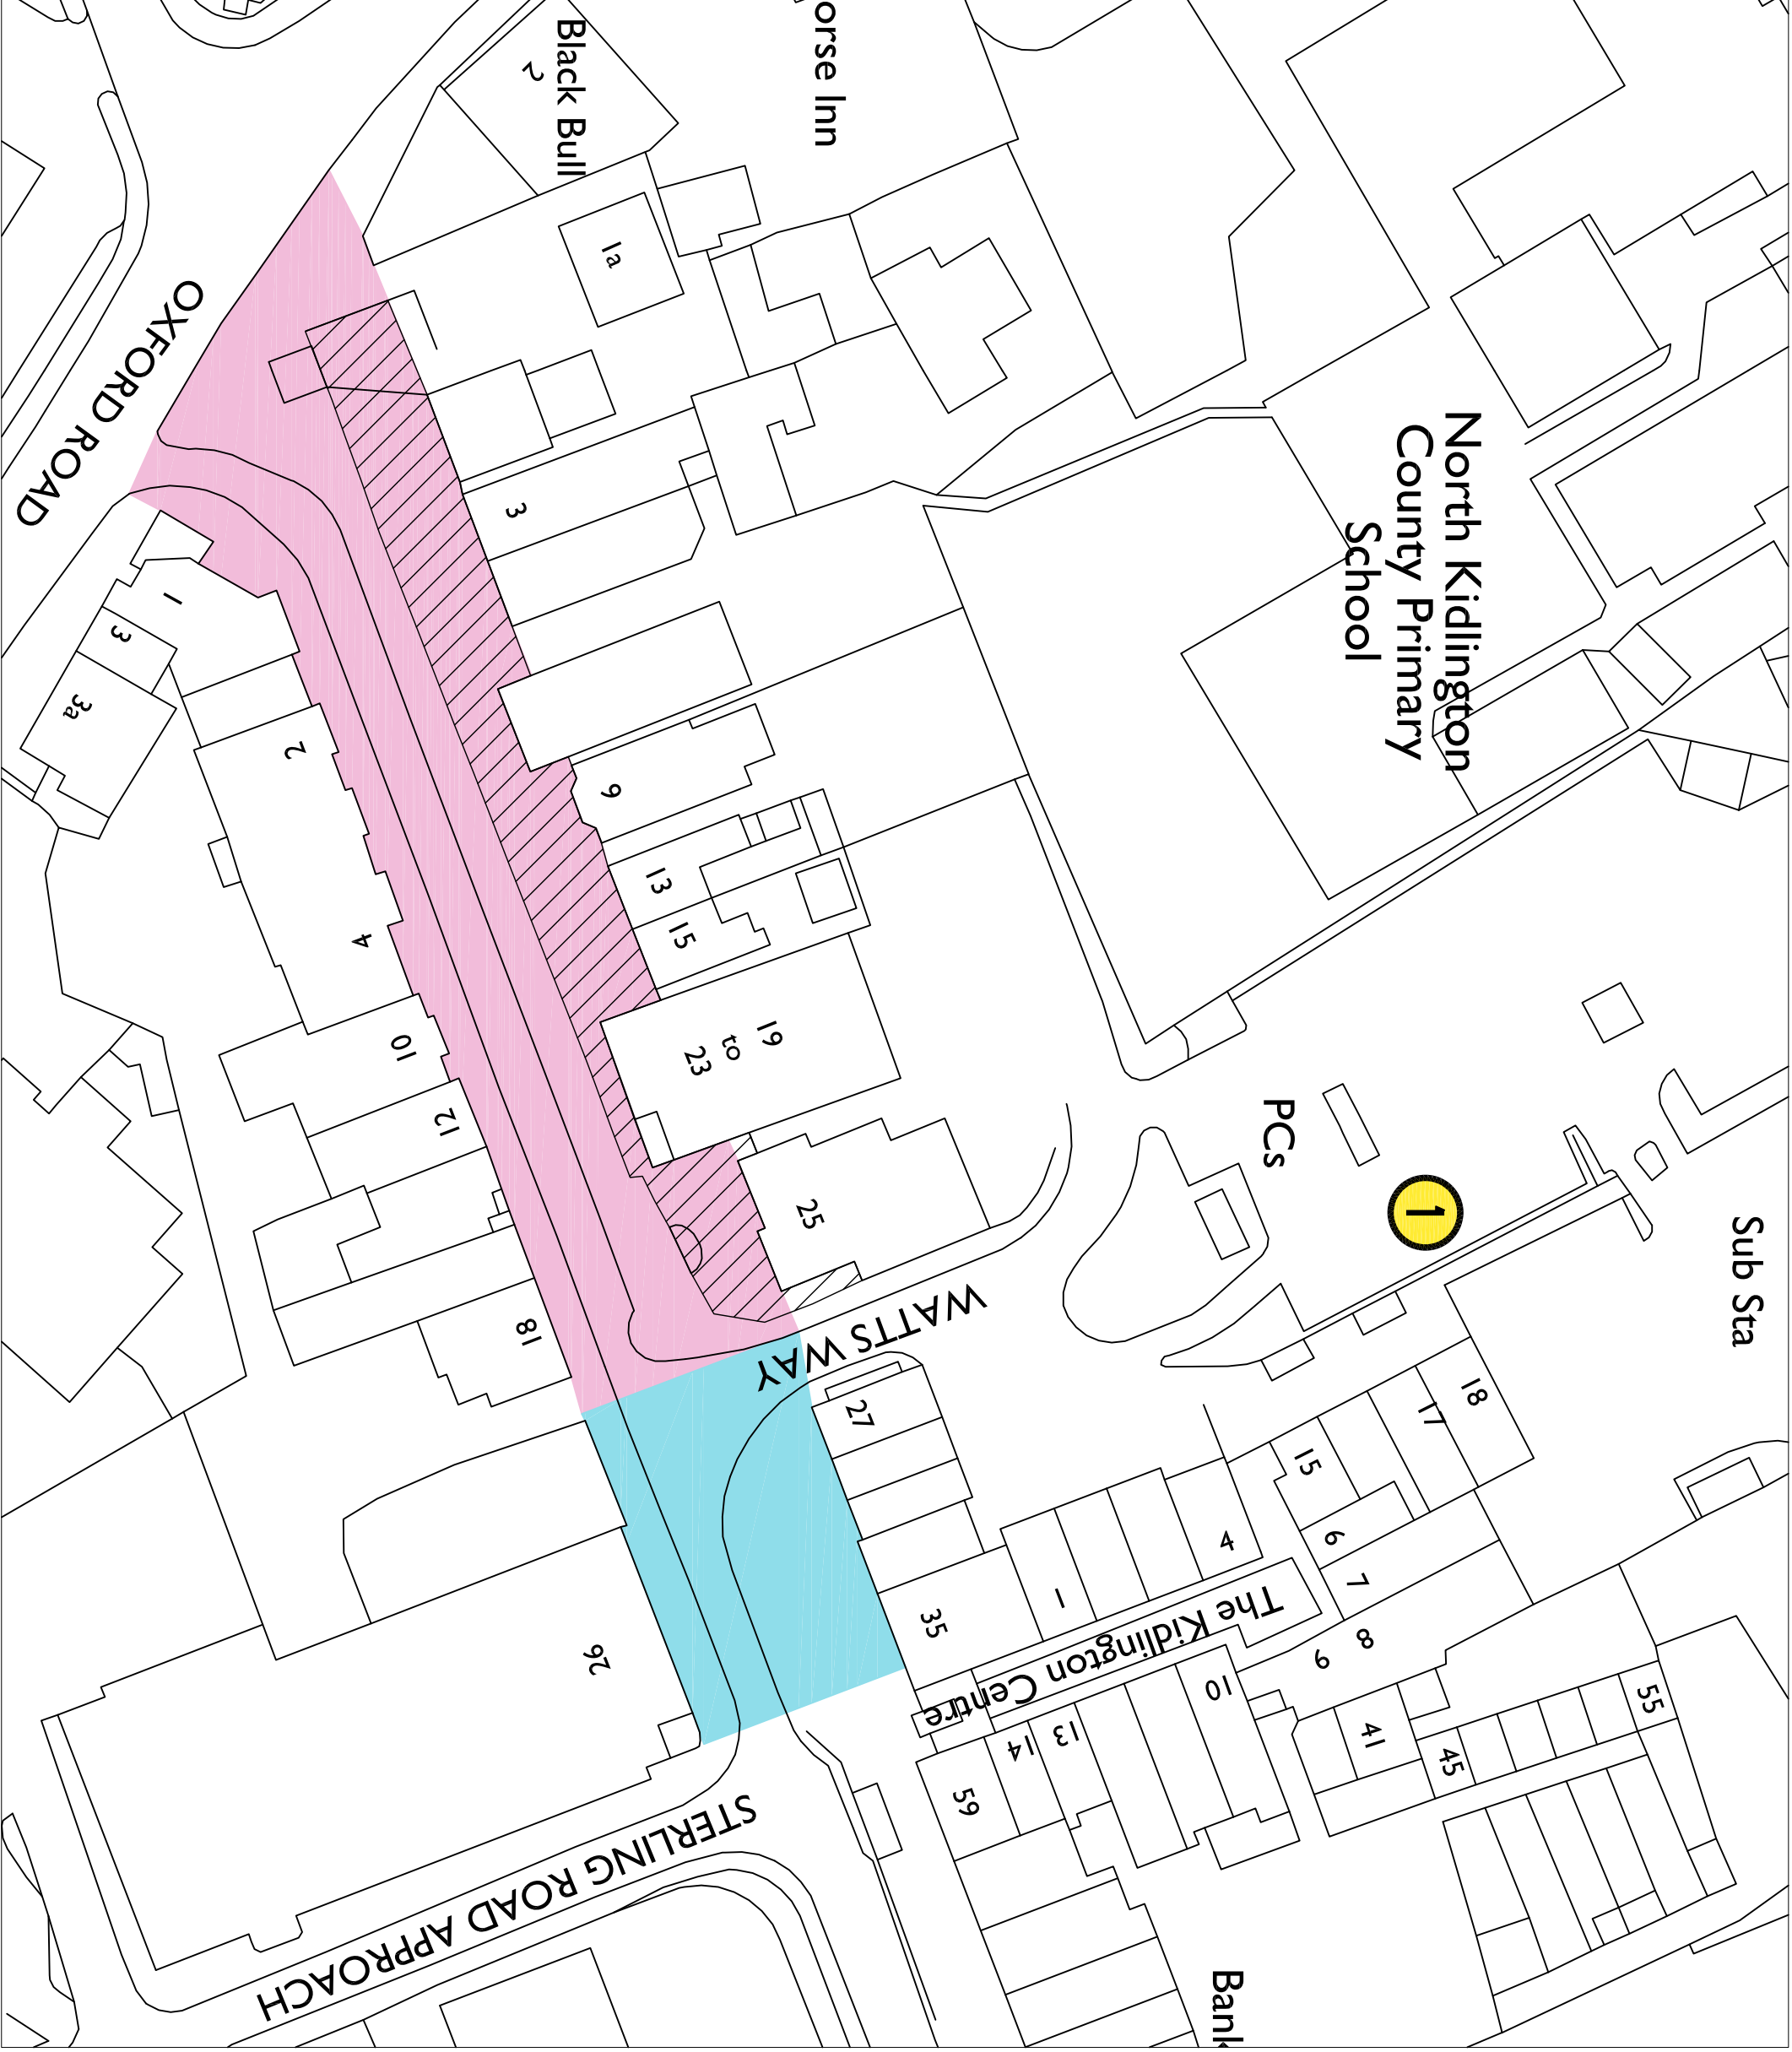 Black Bull
2
orse Inn
1a
OXFORD ROAD
North Kidlington
County Primary
School
3
1
3
3a
2
9
13
15
4
19
to
23
10
12
PCs
1
25
Sub Sta
WATTS WAY
18
27
18
17
15
4
6
7
1
35
The Kidlington Centre
8
9
26
10
13
14
41
55
45
59
STERLING ROAD APPROACH
Bank